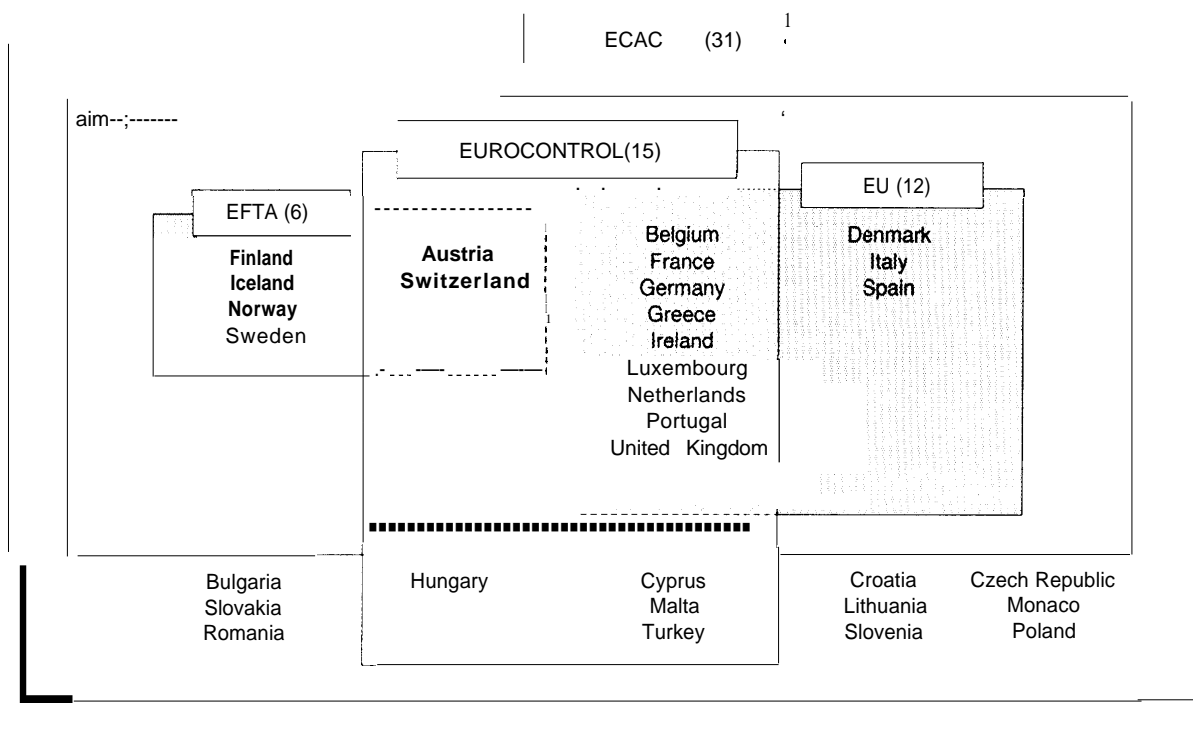 ECAC (31)
1
aim--;-------
EUROCONTROL(15)
EU (12)
EFTA (6)
Finland
Iceland
Norway
Sweden
Austria
Switzerland
1
Belgium
France
Germany
Greece
Ireland
Luxembourg
Netherlands
Portugal
United Kingdom
Denmark
Italy
Spain
Bulgaria
Slovakia
Romania
Hungary
Cyprus
Malta
Turkey
Croatia
Lithuania
Slovenia
Czech Republic
Monaco
Poland